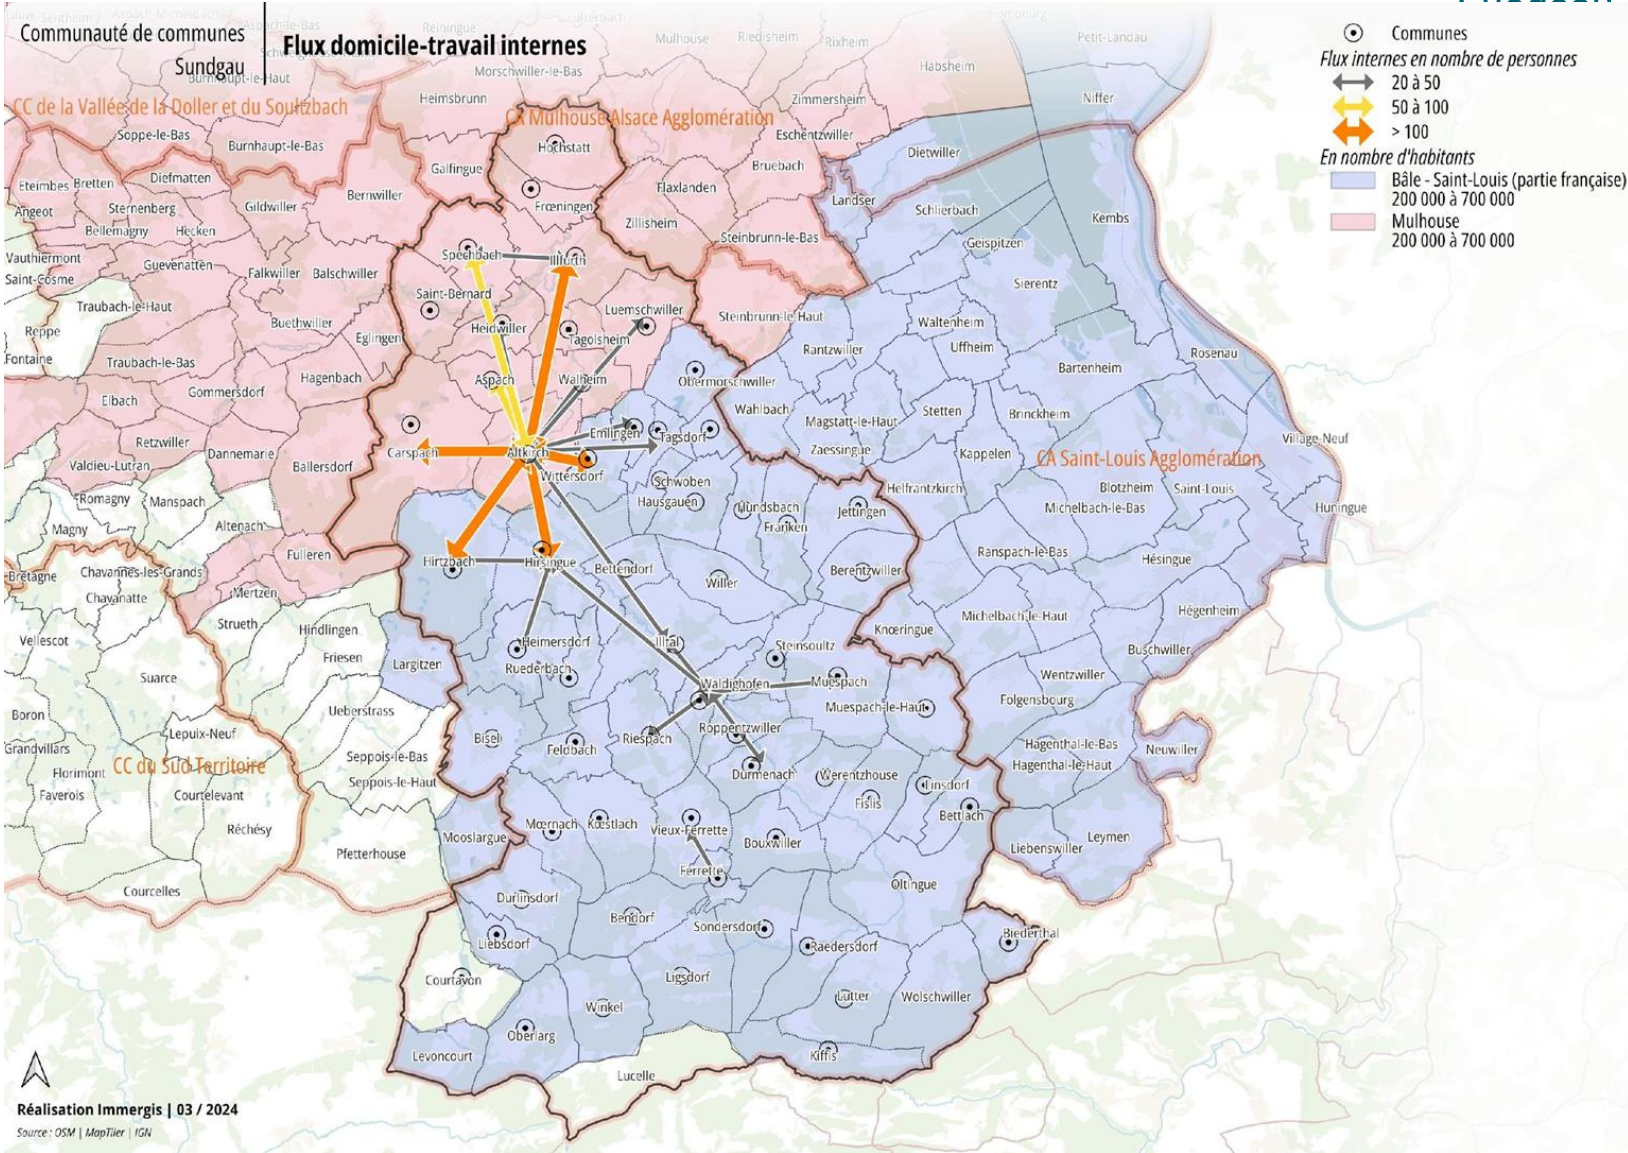 Communauté de communes
Sundgau
Flux domicile-travail internes
Communes
Flux internes en nombre de personnes
20 à 50
50 à 100
> 100
En nombre d'habitants
Bâle - Saint-Louis (partie française)
200 000 à 700 000
Mulhouse
200 000 à 700 000
Reiningue
Mulhouse
Riedisheim
Rixheim
Hombourg
Petit-Landau
Burnhaupt-le-Haut
Morschwiller-le-Bas
Habsheim
CC de la Vallée de la Doller et du Soultzbach
Heimsbrunn
Zimmersheim
Niffer
CA Mulhouse Alsace Agglomération
Soppe-le-Bas
Burnhaupt-le-Bas
Hochstatt
Eschentzwiller
Dietwiller
Galfingue
Bruebach
Eteimbes
Bretten
Diefmatten
Bernwiller
Flaxlanden
Landser
Angeot
Sternenberg
Gildwiller
Frœningen
Schlierbach
Kembs
Bellemagny
Hecken
Zillisheim
Steinbrunn-le-Bas
Geispitzen
Vauthiermont
Guevenatten
Falkwiller
Balschwiller
Spechbach
Illfurth
Saint-Cosme
Sierentz
Traubach-le-Haut
Saint-Bernard
Luemschwiller
Steinbrunn-le-Haut
Reppe
Buethwiller
Eglingen
Heidwiller
Tagolsheim
Waltenheim
Uffheim
Fontaine
Traubach-le-Bas
Rantzwiller
Rosenau
Hagenbach
Aspach
Walheim
Obermorschwiller
Bartenheim
Elbach
Gommersdorf
Wahlbach
Magstatt-le-Haut
Stetten
Brinckheim
Retzwiller
Emlingen
Tagsdorf
Village-Neuf
Valdieu-Lutran
Dannemarie
Ballersdorf
Carspach
Altkirch
Zaessingue
Kappelen
CA Saint-Louis Agglomération
Wittersdorf
Schwoben
Helfrantzkirch
Blotzheim
Saint-Louis
Romagny
Manspach
Hausgauen
Hundsbach
Jettingen
Michelbach-le-Bas
Huningue
Magny
Altenach
Franken
Fulleren
Hirtzbach
Hirsingue
Bettendorf
Ranspach-le-Bas
Hésingue
Bretagne
Chavannes-les-Grands
Willer
Berentzwiller
Chavanatte
Mertzen
Michelbach-le-Haut
Hégenheim
Strueth
Hindlingen
Knœringue
Vellescot
Heimersdorf
Illtal
Steinsoultz
Buschwiller
Friesen
Largitzen
Ruederbach
Suarce
Waldighofen
Muespach
Wentzwiller
Folgensbourg
Boron
Ueberstrass
Muespach-le-Haut
Grandvillars
Lepuix-Neuf
Bisel
Feldbach
Riespach
Roppentzwiller
Hagenthal-le-Bas
Neuwiller
Seppois-le-Bas
Hagenthal-le-Haut
Florimont
CC du Sud Territoire
Seppois-le-Haut
Durmenach
Werentzhouse
Linsdorf
Faverois
Courtelevant
Fislis
Bettlach
Réchésy
Mooslargue
Mœrnach
Kœstlach
Vieux-Ferrette
Bouxwiller
Leymen
Pfetterhouse
Liebenswiller
Ferrette
Courcelles
Durlinsdorf
Oltingue
Bendorf
Sondersdorf
Biederthal
Liebsdorf
Raedersdorf
Courtavon
Ligsdorf
Lutter
Wolschwiller
Winkel
Oberlarg
Levoncourt
Kiffis
Lucelle
Réalisation Immergis | 03 / 2024
Source : OSM | MapTiler | IGN